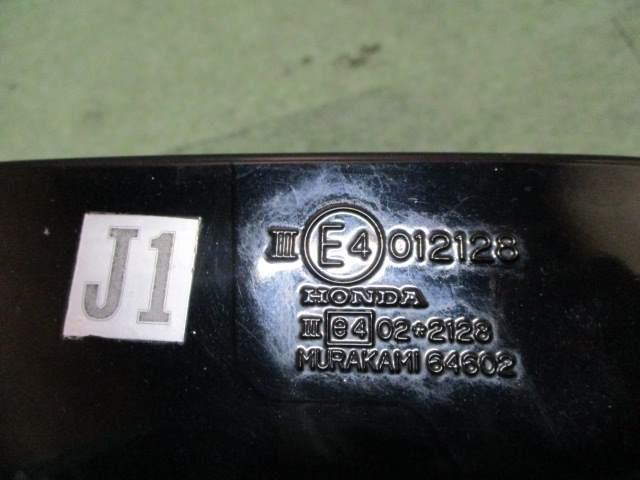 J1
III E4 012128
HONDA
III e4 02*2128
MURAKAMI 64602